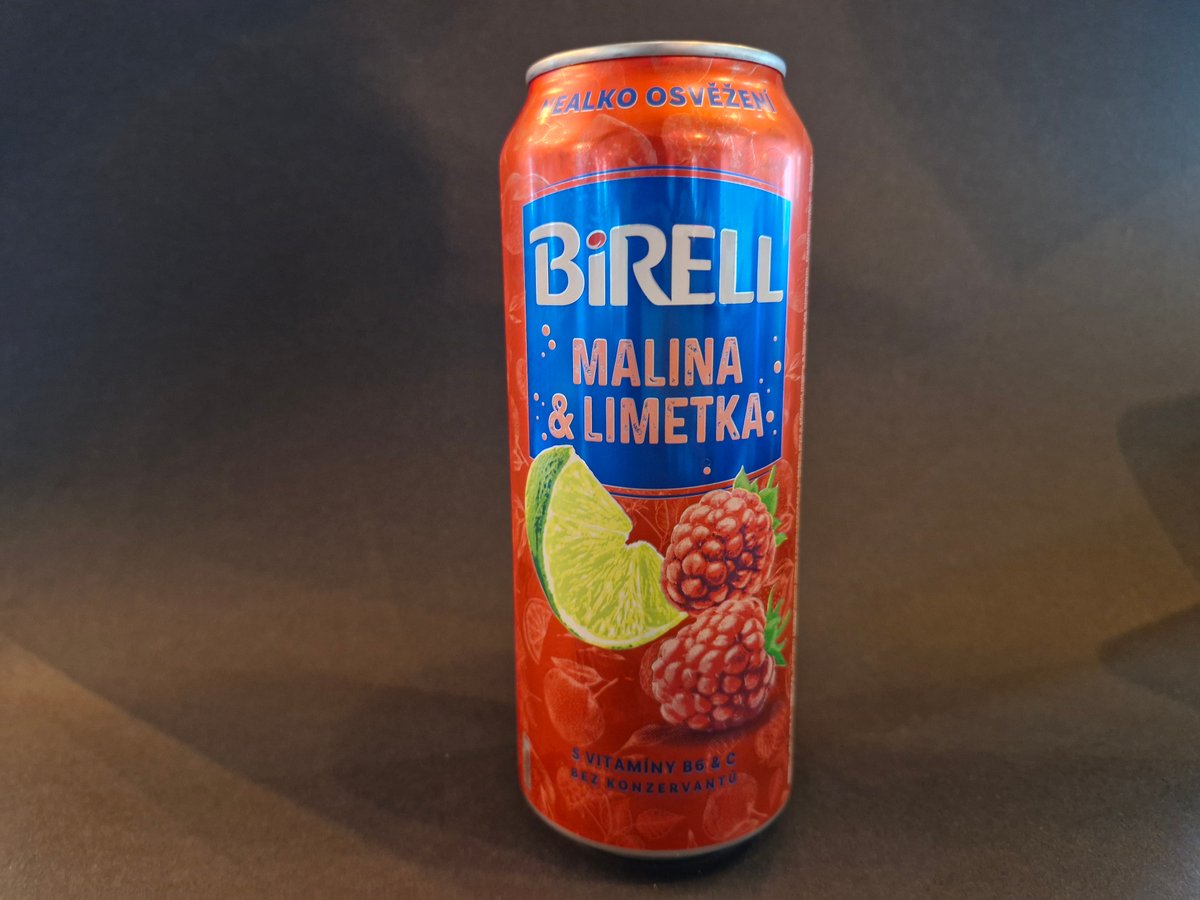 NEALKO OSVĚŽENÍ
BiRELL
MALINA
& LIMETKA
S VITAMÍNY B6 & C
BEZ KONZERVANTŮ